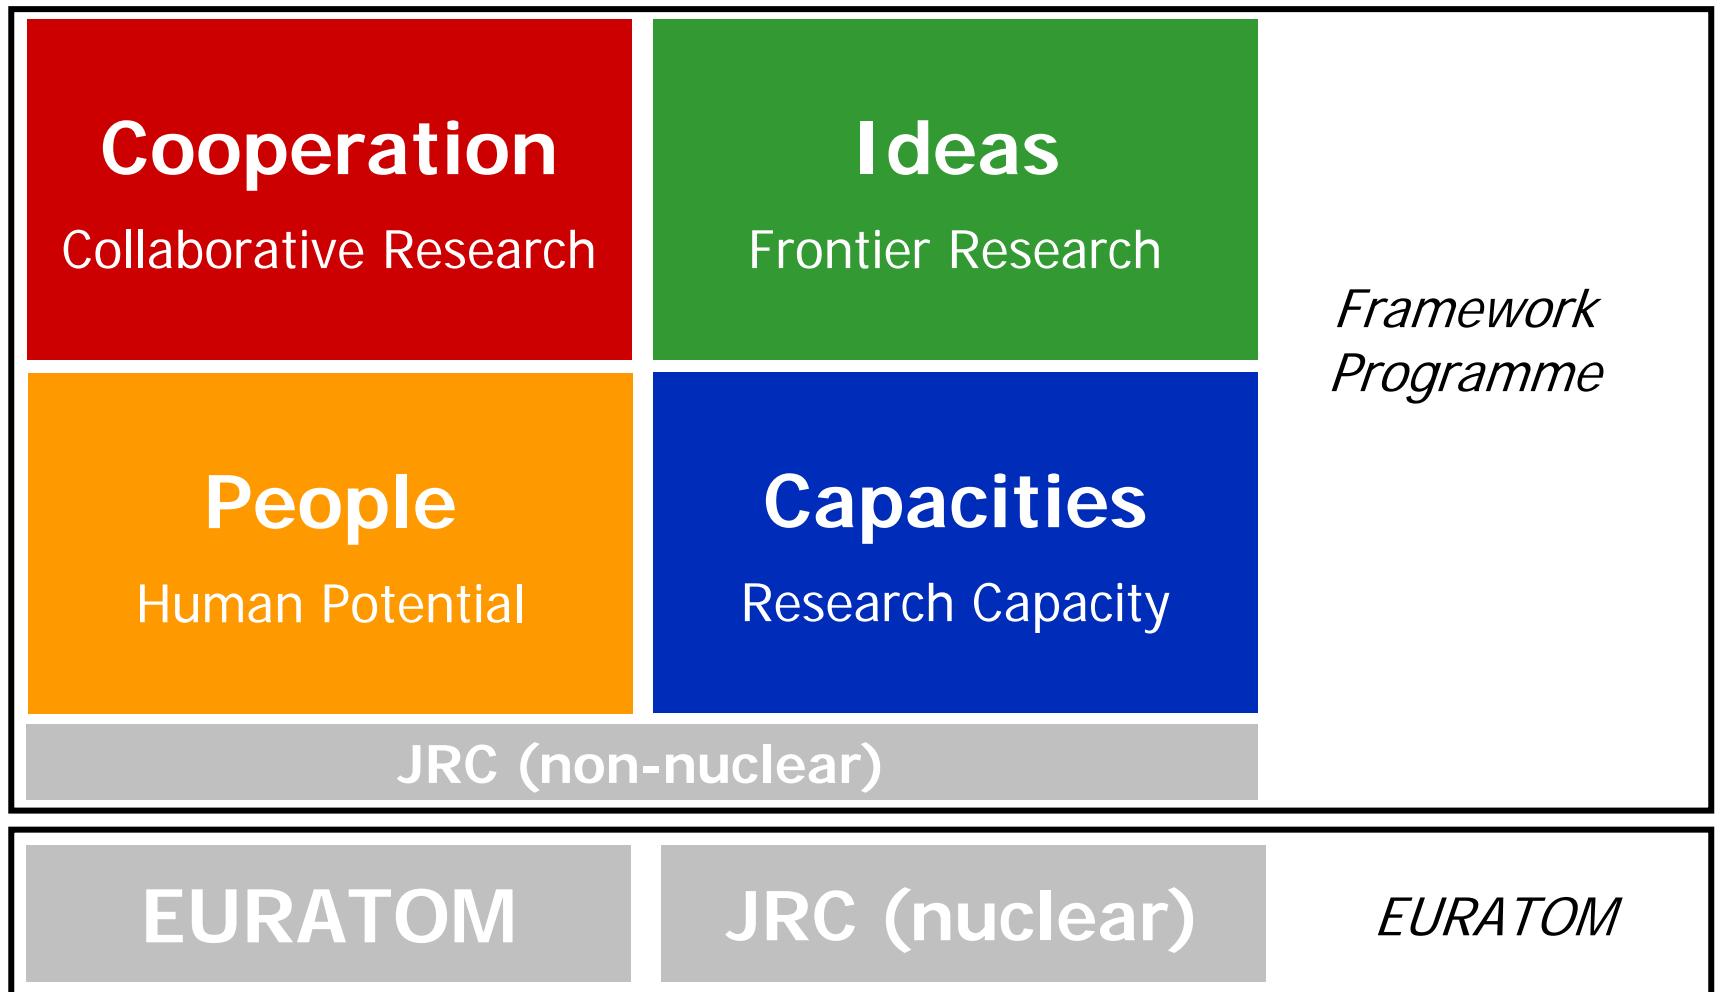 Cooperation
Collaborative Research
Ideas
Frontier Research
Framework
Programme
People
Human Potential
Capacities
Research Capacity
JRC (non-nuclear)
EURATOM
JRC (nuclear)
EURATOM